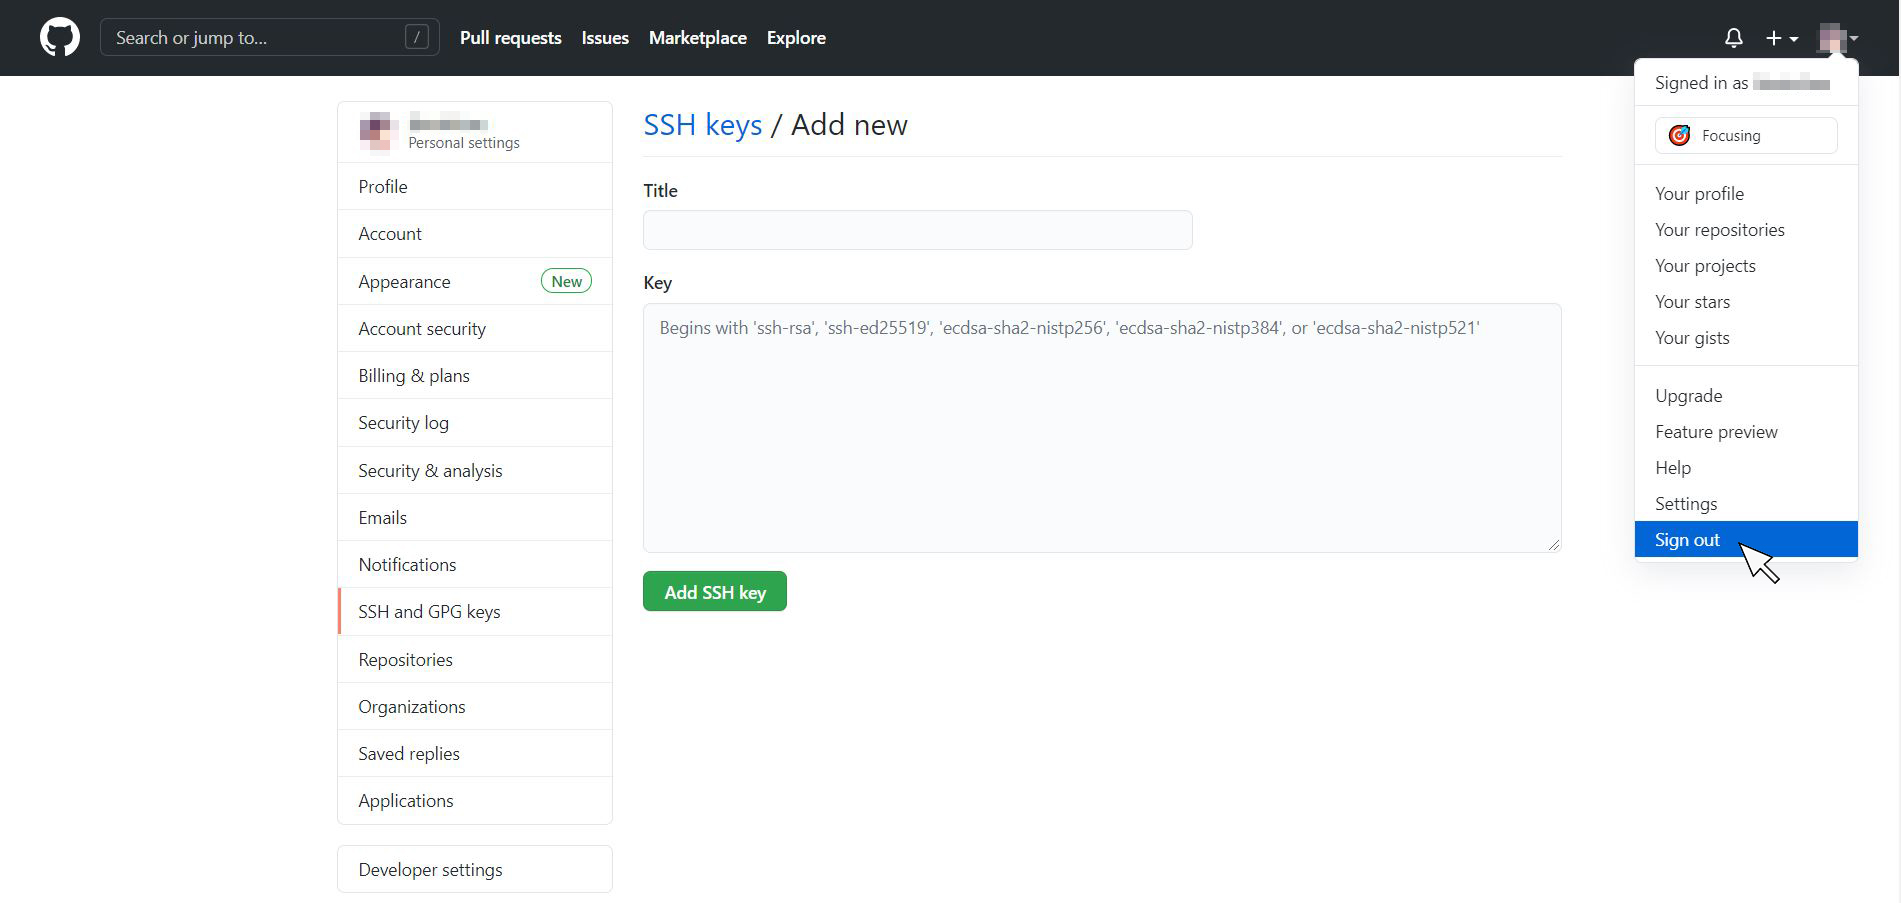 Search or jump to...
/
Pull requests
Issues
Marketplace
Explore
Signed in as
Focusing
Your profile
Your repositories
Your projects
Your stars
Your gists
Upgrade
Feature preview
Help
Settings
Sign out
Personal settings
Profile
Account
Appearance
New
Account security
Billing & plans
Security log
Security & analysis
Emails
Notifications
SSH and GPG keys
Repositories
Organizations
Saved replies
Applications
Developer settings
SSH keys / Add new
Title
Key
Begins with 'ssh-rsa', 'ssh-ed25519', 'ecdsa-sha2-nistp256', 'ecdsa-sha2-nistp384', or 'ecdsa-sha2-nistp521'
Add SSH key